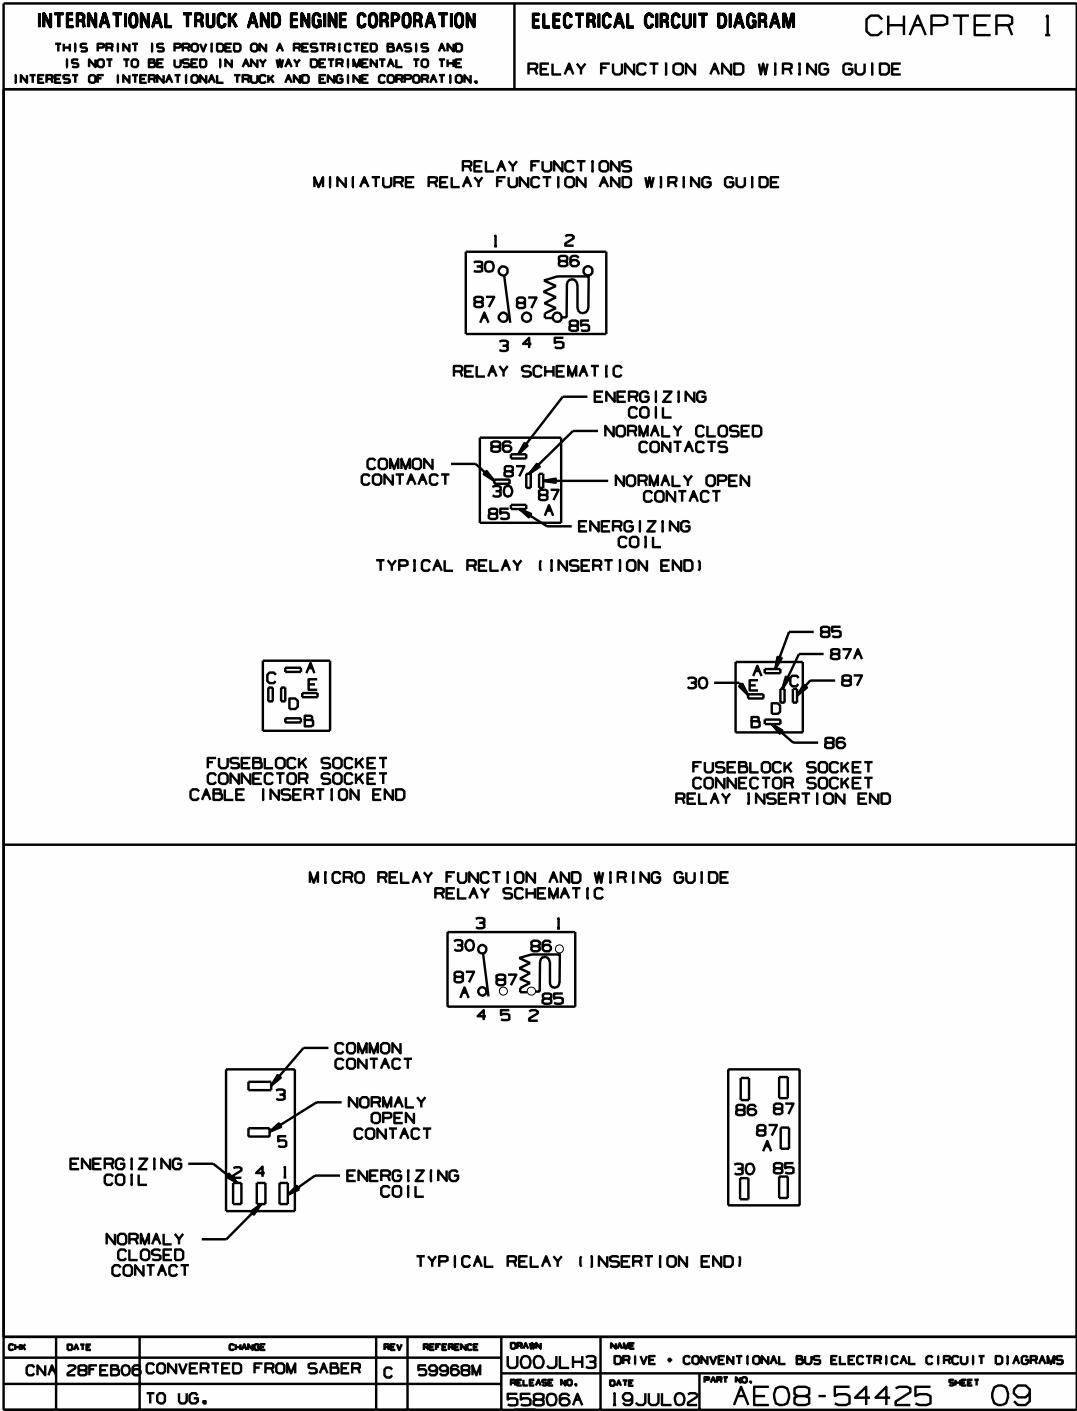 INTERNATIONAL TRUCK AND ENGINE CORPORATION
THIS PRINT IS PROVIDED ON A RESTRICTED BASIS AND
IS NOT TO BE USED IN ANY WAY DETRIMENTAL TO THE
INTEREST OF INTERNATIONAL TRUCK AND ENGINE CORPORATION.
ELECTRICAL CIRCUIT DIAGRAM
CHAPTER 1
RELAY FUNCTION AND WIRING GUIDE
RELAY FUNCTIONS
MINIATURE RELAY FUNCTION AND WIRING GUIDE
1 2
30 86
87 87
A
85
3 4 5
RELAY SCHEMATIC
ENERGIZING
COIL
NORMALY CLOSED
CONTACTS
COMMON
CONTAACT
NORMALY OPEN
CONTACT
ENERGIZING
COIL
86
87
30 87
A
85
TYPICAL RELAY (INSERTION END)
A
C E
D
B
FUSEBLOCK SOCKET
CONNECTOR SOCKET
CABLE INSERTION END
85
87A
30
87
86
A
E C
D
B
FUSEBLOCK SOCKET
CONNECTOR SOCKET
RELAY INSERTION END
MICRO RELAY FUNCTION AND WIRING GUIDE
RELAY SCHEMATIC
3 1
30 86
87 87
A
85
4 5 2
COMMON
CONTACT
3
NORMALY
OPEN
CONTACT
5
ENERGIZING
COIL
2 4 1
ENERGIZING
COIL
NORMALY
CLOSED
CONTACT
86 87
87
A
30 85
TYPICAL RELAY (INSERTION END)
CHK DATE CHANGE REV REFERENCE
CNA 28FEB06 CONVERTED FROM SABER C 59968M
TO UG.
DRAWN
U00JLH3
RELEASE NO.
55806A
NAME
DRIVE • CONVENTIONAL BUS ELECTRICAL CIRCUIT DIAGRAMS
DATE
19JUL02
PART NO.
AE08-54425
SHEET
09